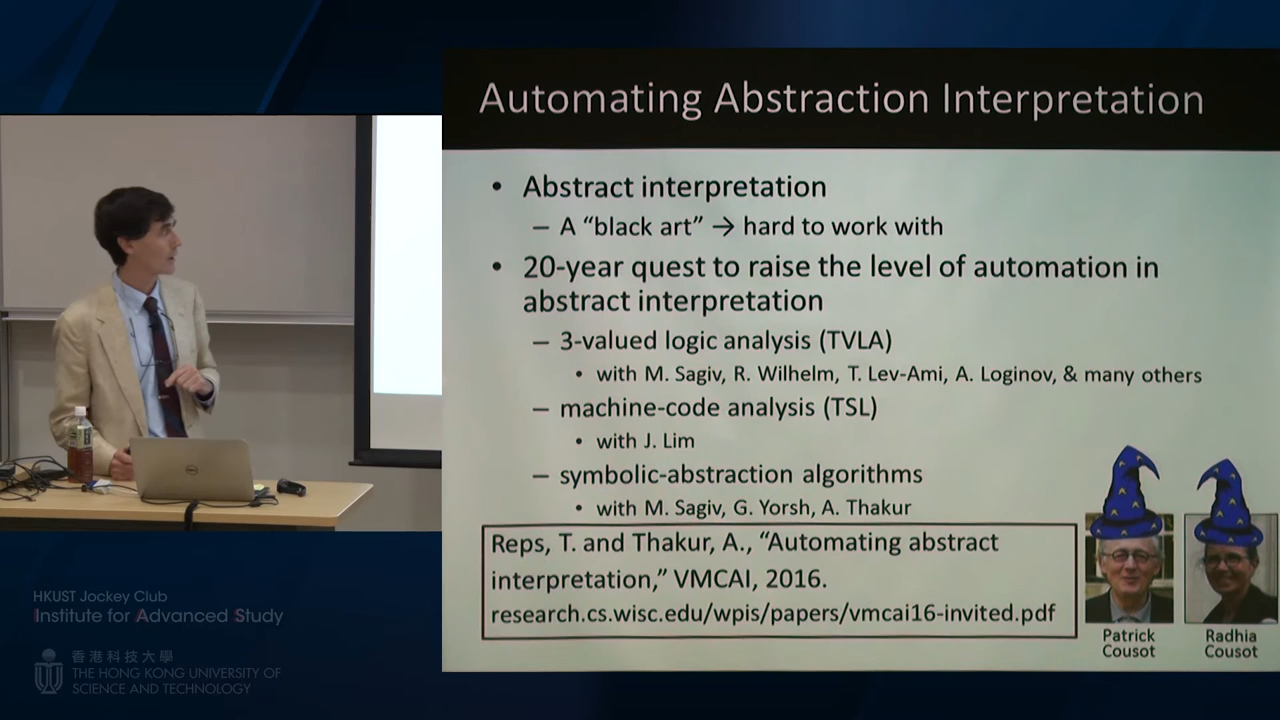 Automating Abstraction Interpretation
• Abstract interpretation
– A “black art” → hard to work with
• 20-year quest to raise the level of automation in
abstract interpretation
– 3-valued logic analysis (TVLA)
• with M. Sagiv, R. Wilhelm, T. Lev-Ami, A. Loginov, & many others
– machine-code analysis (TSL)
• with J. Lim
– symbolic-abstraction algorithms
• with M. Sagiv, G. Yorsh, A. Thakur
Reps, T. and Thakur, A., “Automating abstract
interpretation,” VMCAI, 2016.
research.cs.wisc.edu/wpis/papers/vmcai16-invited.pdf
Patrick
Cousot
Radhia
Cousot
HKUST Jockey Club
Institute for Advanced Study
香港科技大學
THE HONG KONG UNIVERSITY OF
SCIENCE AND TECHNOLOGY